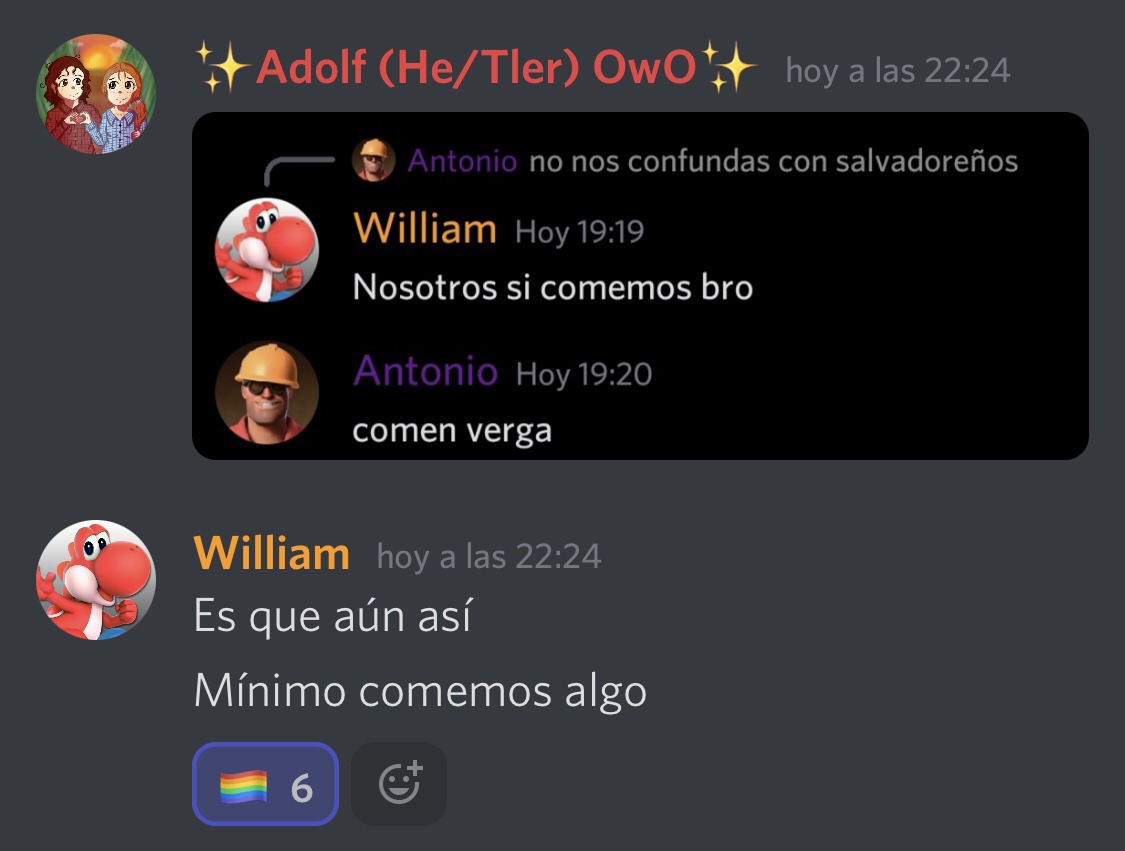 ✨Adolf (He/Tler) OwO✨ hoy a las 22:24
Antonio no nos confundas con salvadoreños
William Hoy 19:19
Nosotros si comemos bro
Antonio Hoy 19:20
comen verga
William hoy a las 22:24
Es que aún así
Mínimo comemos algo
🏳️‍🌈 6